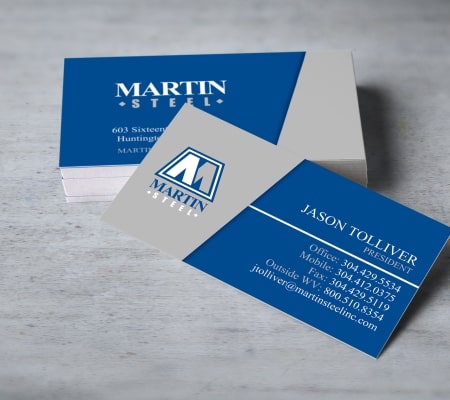 MARTIN
STEEL
603 Sixteen
Huntingto
MARTIN
MARTIN
STEEL
JASON TOLLIVER
PRESIDENT
Office: 304.429.5534
Mobile: 304.412.0375
Fax: 304.429.5119
Outside WV: 800.510.8354
jtolliver@martinsteelinc.com